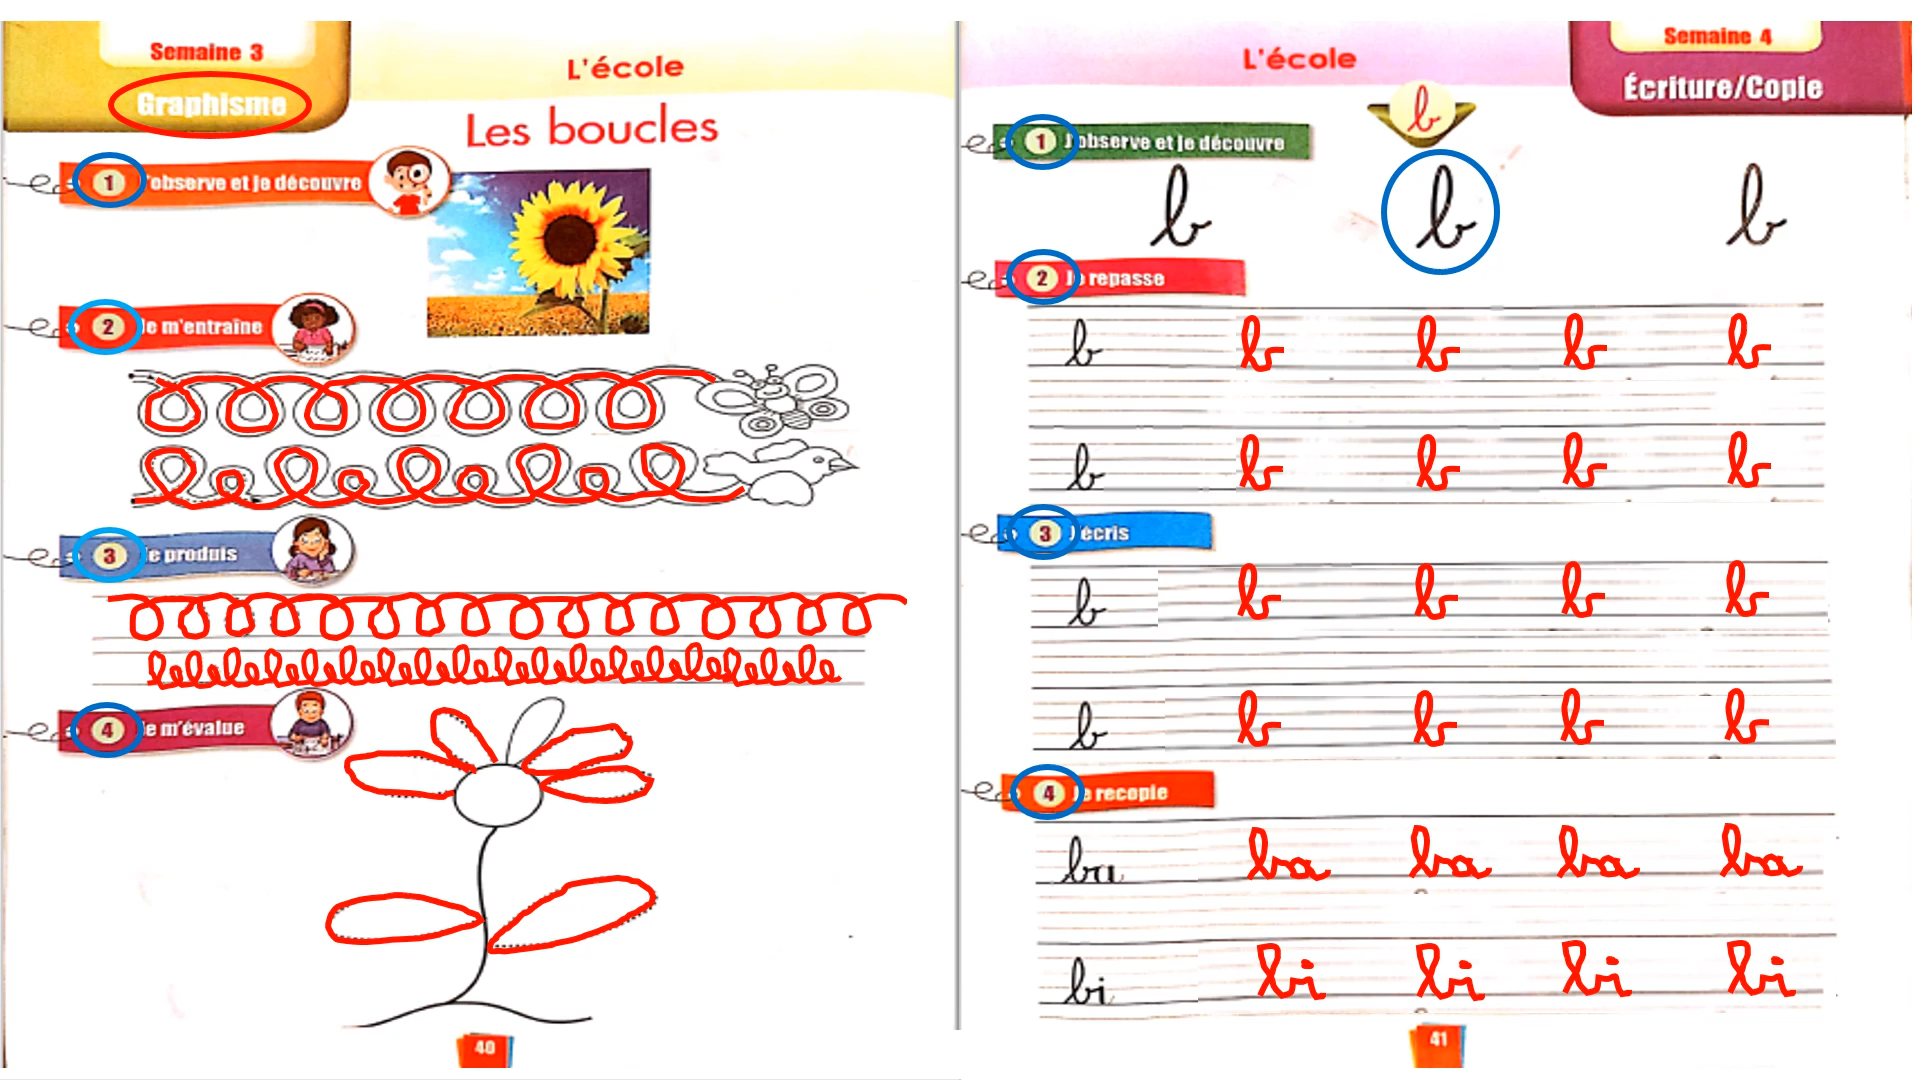 Semaine 3
Graphisme
L'école
Les boucles
1 J'observe et je découvre
2 Je m'entraîne
3 Je produis
lelelelelelelelelelelelelelelelele
4 Je m'évalue
40
L'école
Semaine 4
Écriture/Copie
b
1 J'observe et je découvre
b b b
2 Je repasse
b b b b b
b b b b b
3 J'écris
b b b b b
b b b b b
4 Je recopie
ba ba ba ba ba
bi bi bi bi bi
41